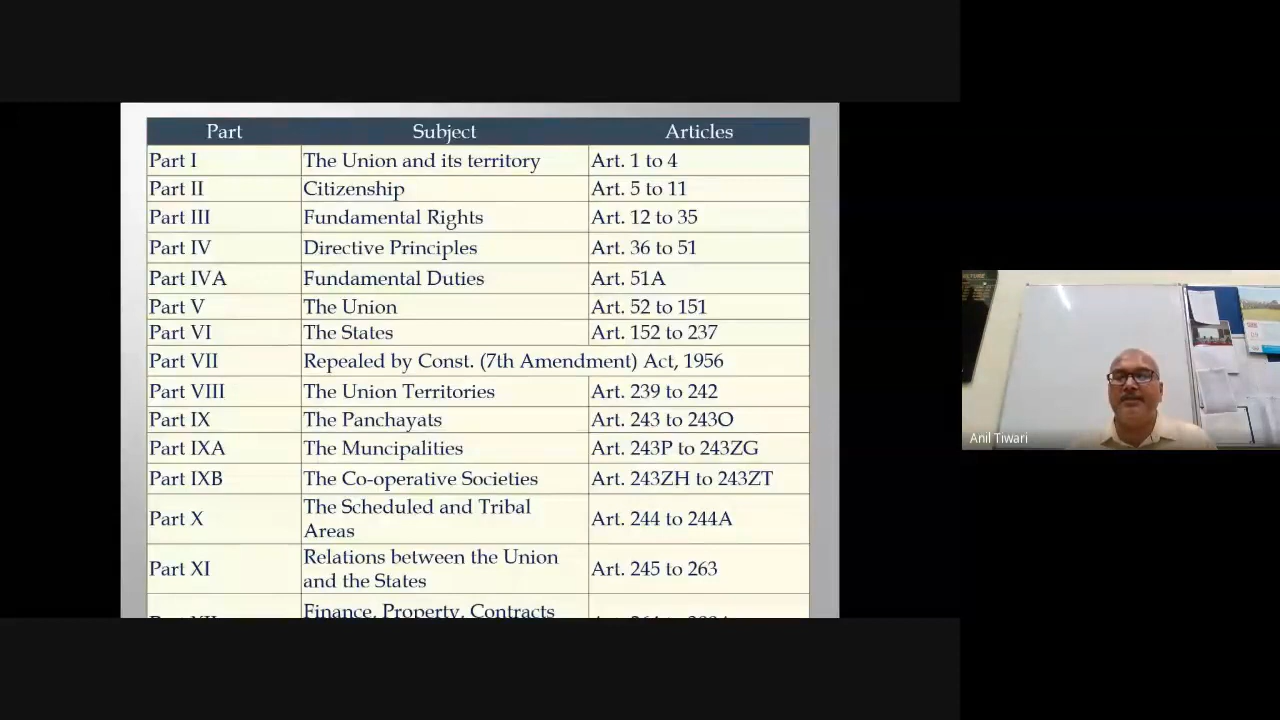 Part Subject Articles
Part I The Union and its territory Art. 1 to 4
Part II Citizenship Art. 5 to 11
Part III Fundamental Rights Art. 12 to 35
Part IV Directive Principles Art. 36 to 51
Part IVA Fundamental Duties Art. 51A
Part V The Union Art. 52 to 151
Part VI The States Art. 152 to 237
Part VII Repealed by Const. (7th Amendment) Act, 1956
Part VIII The Union Territories Art. 239 to 242
Part IX The Panchayats Art. 243 to 243O
Part IXA The Muncipalities Art. 243P to 243ZG
Part IXB The Co-operative Societies Art. 243ZH to 243ZT
Part X The Scheduled and Tribal
Areas Art. 244 to 244A
Part XI Relations between the Union
and the States Art. 245 to 263
Finance, Property, Contracts
Anil Tiwari